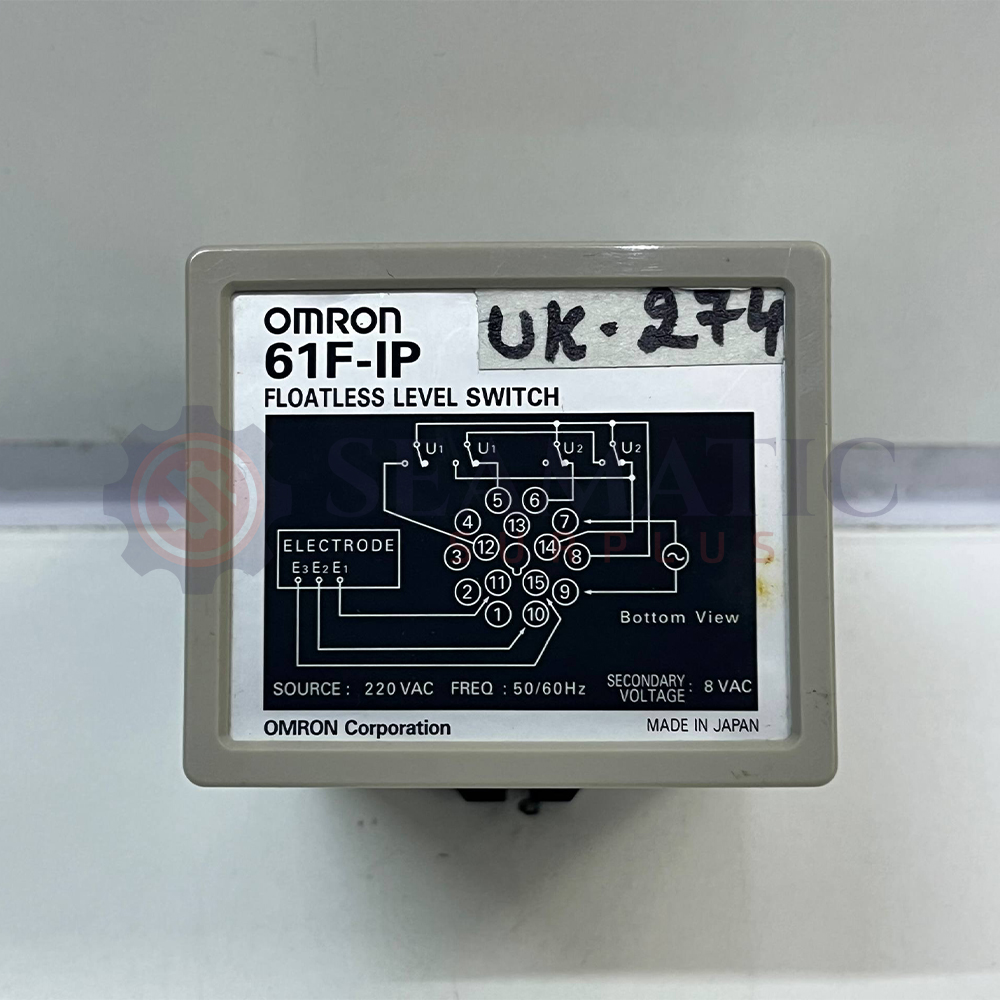 OMRON
UK-274
61F-IP
FLOATLESS LEVEL SWITCH
U1 U1 U2 U2
5 6
4 13 7
3 12 14 8
ELECTRODE
E3 E2 E1
2 11 15 9
1 10
Bottom View
SOURCE: 220 VAC FREQ: 50/60Hz SECONDARY VOLTAGE: 8 VAC
OMRON Corporation MADE IN JAPAN
SEAMATIC
SURPLUS